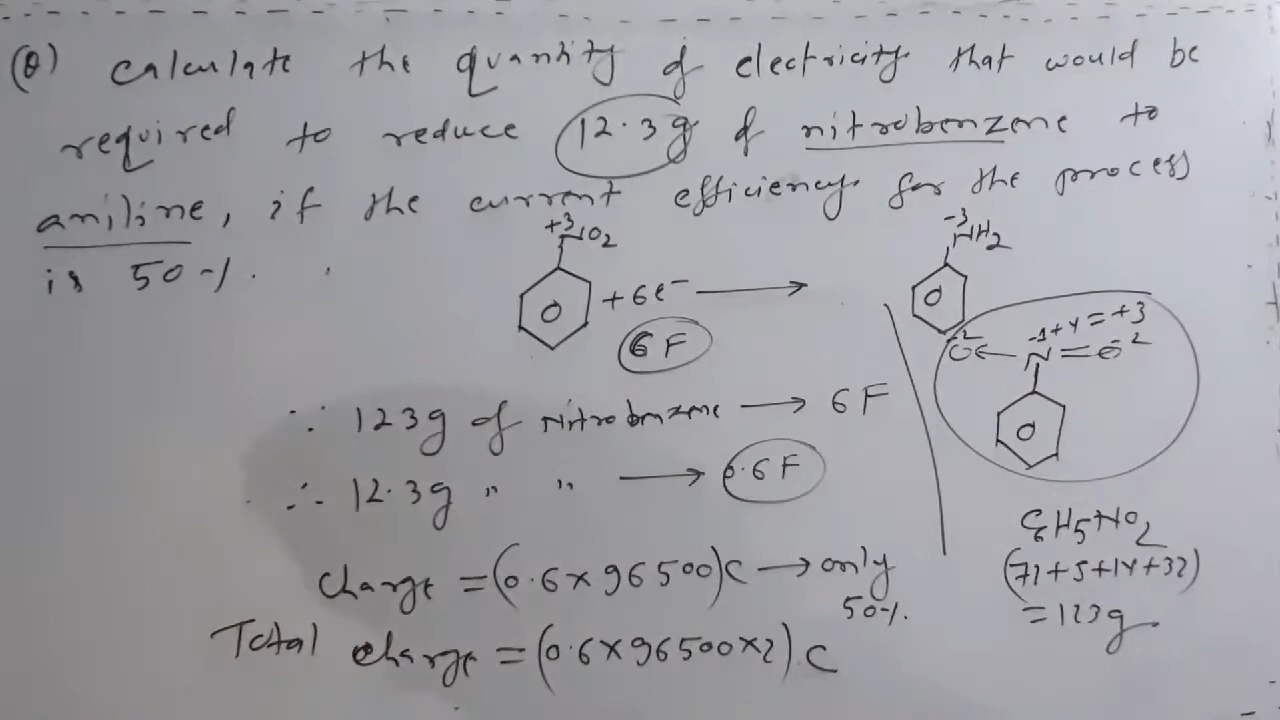 (Q) Calculate the quantity of electricity that would be
required to reduce 12.3g of nitrobenzene to
aniline, if the current efficiency for the process
is 50%.
+3
NO2
-3
NH2
+ 6e- ⟶
6F
-2 O ← N = O -2
-1+4=+3
∵ 123g of Nitrobenzene ⟶ 6F
∴ 12.3g " " ⟶ 0.6F
C6H5NO2
(72+5+14+32)
= 123g
Charge = (0.6×96500)C → only
50%.
Total charge = (0.6×96500×2) C